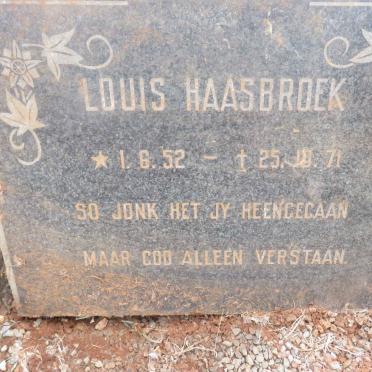 LOUIS HAASBROEK
★ 1.6.52 – † 25.10.71
SO JONK HET JY HEENGEGAAN
MAAR GOD ALLEEN VERSTAAN.